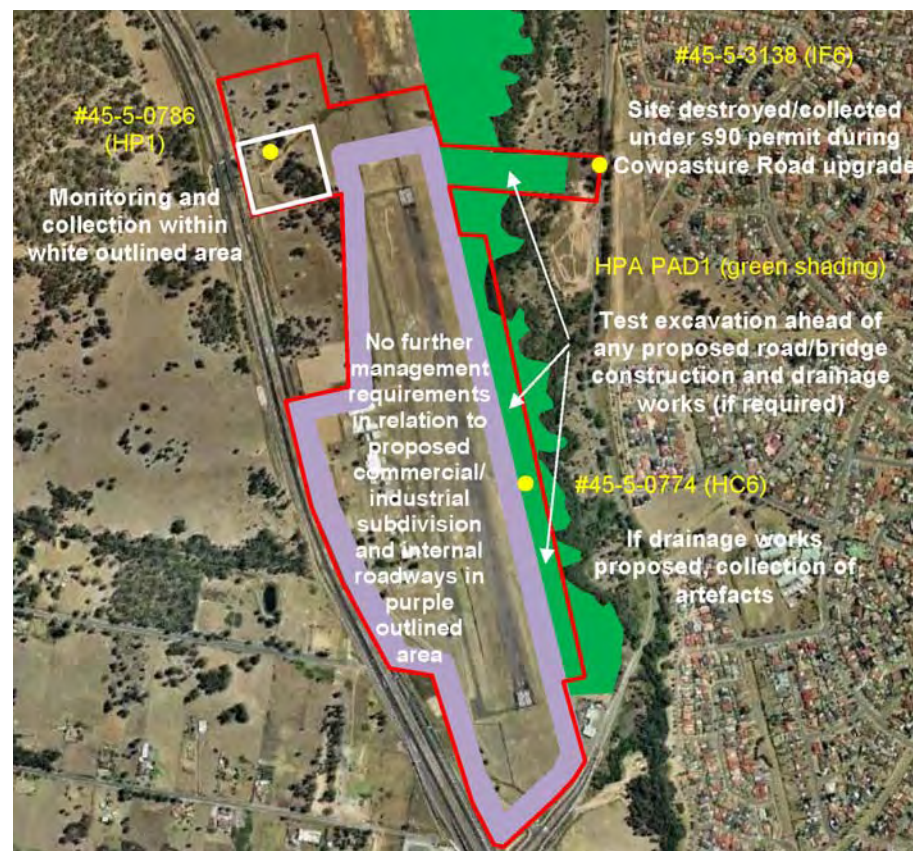 #45-5-3138 (IF6)
Site destroyed/collected
under s90 permit during
Cowpasture Road upgrade
#45-5-0786
(HP1)
Monitoring and
collection within
white outlined area
HPA PAD1 (green shading)
Test excavation ahead of
any proposed road/bridge
construction and drainage
works (if required)
No further
management
requirements
in relation to
proposed
commercial/
industrial
subdivision
and internal
roadways in
purple
outlined
area
#45-5-0774 (HC6)
If drainage works
proposed, collection of
artefacts